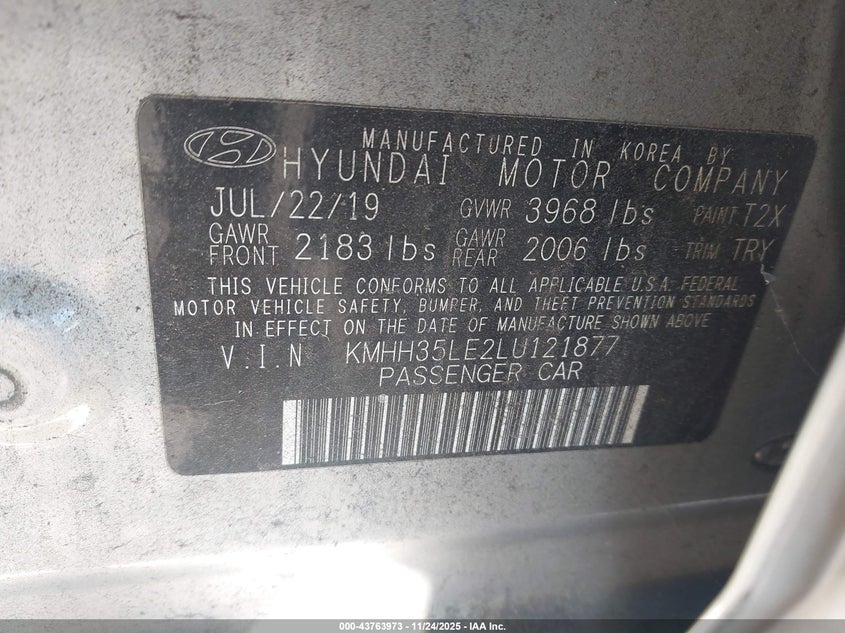 MANUFACTURED IN KOREA BY
HYUNDAI MOTOR COMPANY
JUL/22/19 GVWR 3968 lbs PAINT T2X
GAWR FRONT 2183 lbs GAWR REAR 2006 lbs TRIM TRY
THIS VEHICLE CONFORMS TO ALL APPLICABLE U.S.A. FEDERAL
MOTOR VEHICLE SAFETY, BUMPER, AND THEFT PREVENTION STANDARDS
IN EFFECT ON THE DATE OF MANUFACTURE SHOWN ABOVE
V.I.N KMHH35LE2LU121877
PASSENGER CAR
000-43763973 - 11/24/2025 - IAA Inc.